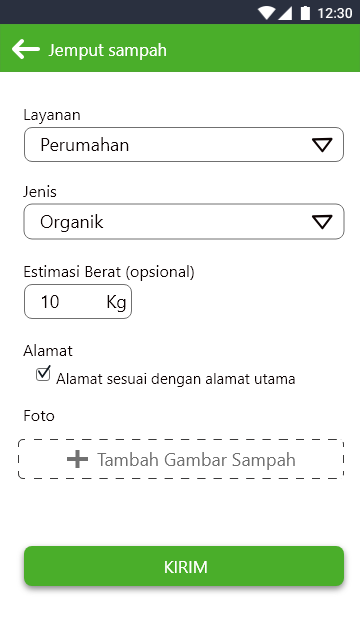 12:30
Jemput sampah
Layanan
Perumahan
Jenis
Organik
Estimasi Berat (opsional)
10 Kg
Alamat
Alamat sesuai dengan alamat utama
Foto
Tambah Gambar Sampah
KIRIM